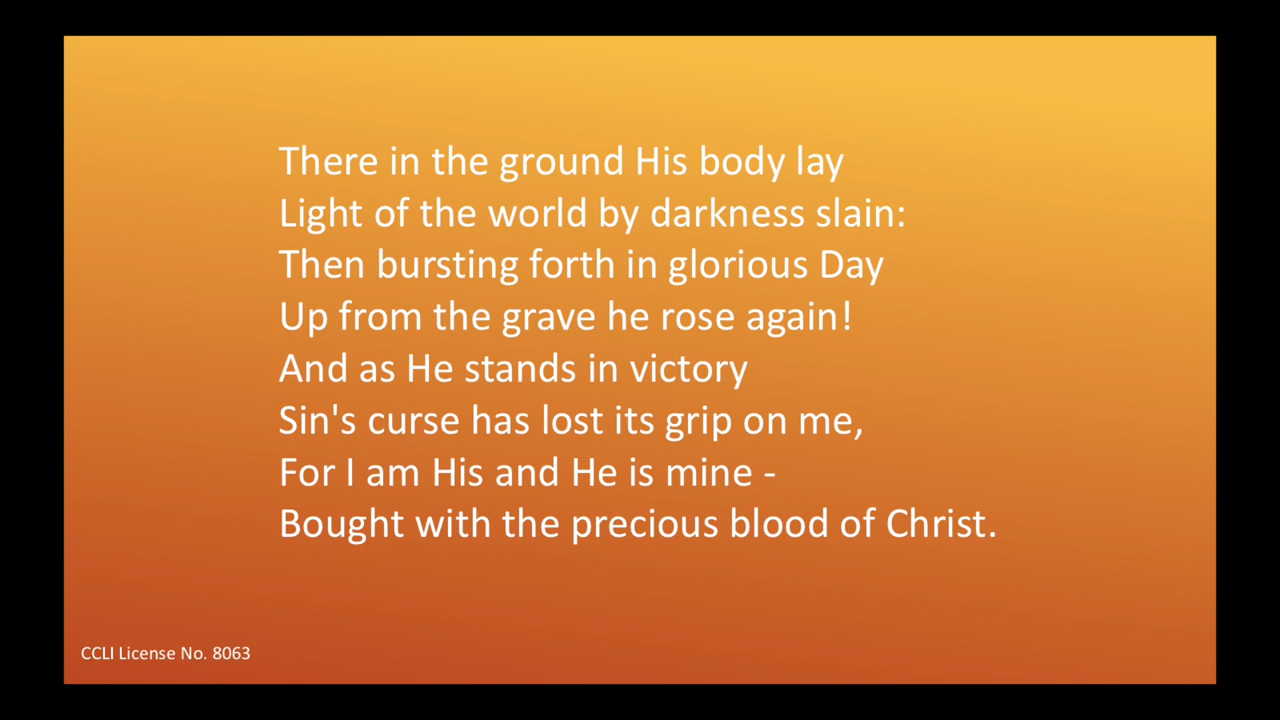 There in the ground His body lay
Light of the world by darkness slain:
Then bursting forth in glorious Day
Up from the grave he rose again!
And as He stands in victory
Sin's curse has lost its grip on me,
For I am His and He is mine -
Bought with the precious blood of Christ.
CCLI License No. 8063